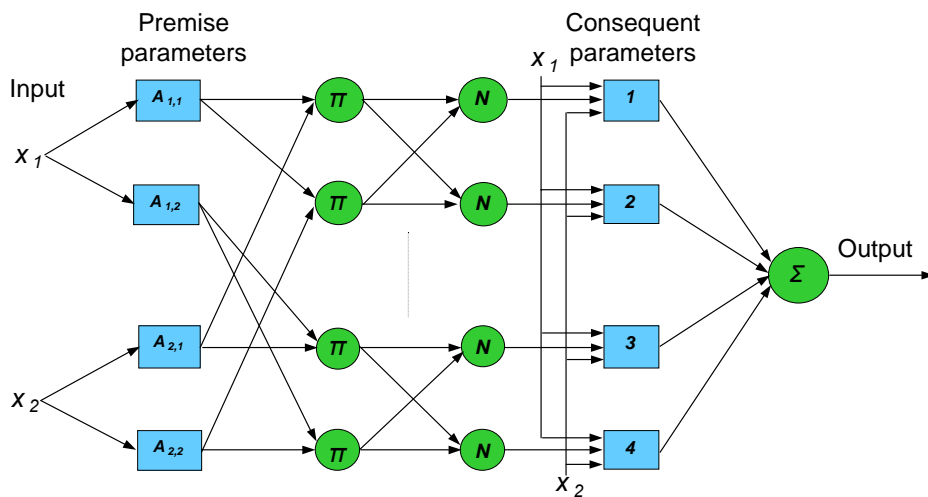 Premise
parameters
Consequent
parameters
Input
x 1
A 1,1
π
N
1
x 1
A 1,2
π
N
2
Output
Σ
A 2,1
π
N
3
x 2
A 2,2
π
N
4
x 2